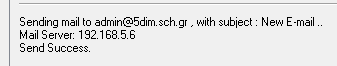 Sending mail to admin@5dim.sch.gr , with subject : New E-mail ..
Mail Server: 192.168.5.6
Send Success.